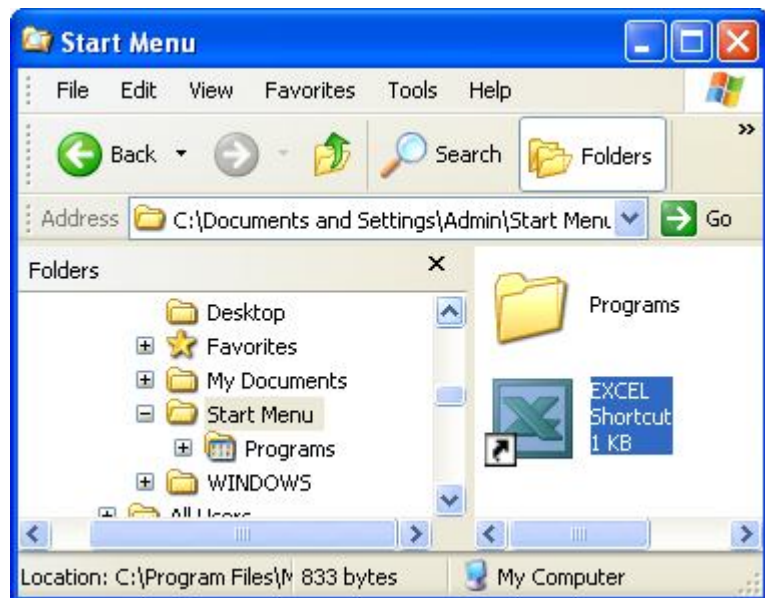 Start Menu
File Edit View Favorites Tools Help
Back Search Folders »
Address C:\Documents and Settings\Admin\Start Menu Go
Folders
Desktop
Favorites
My Documents
Start Menu
Programs
WINDOWS
All Users
Programs
EXCEL
Shortcut
1 KB
Location: C:\Program Files\M 833 bytes My Computer